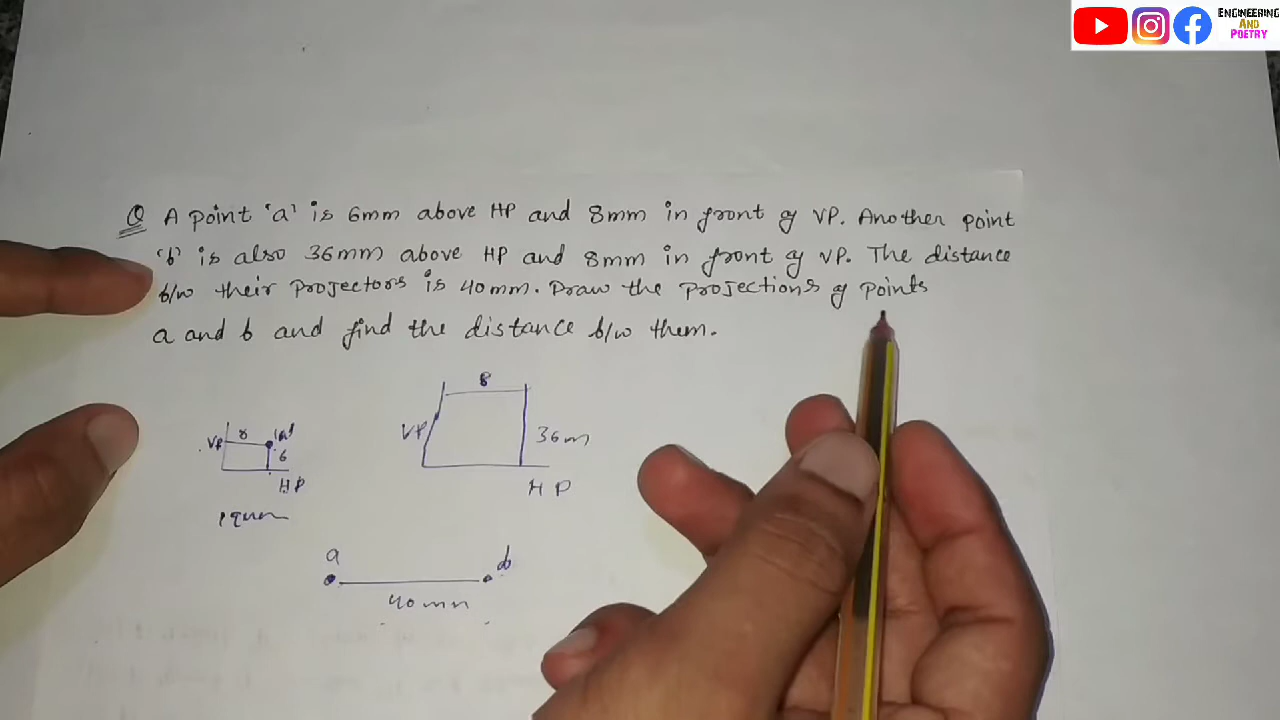 ENGINEERING
AND
POETRY
Q A point 'a' is 6mm above HP and 8mm in front of VP. Another point
'b' is also 36mm above HP and 8mm in front of VP. The distance
b/w their projectors is 40mm. Draw the projections of points
a and b and find the distance b/w them.
8
VP 8 'a'
6
HP
VP 36m
HP
a b
40mm